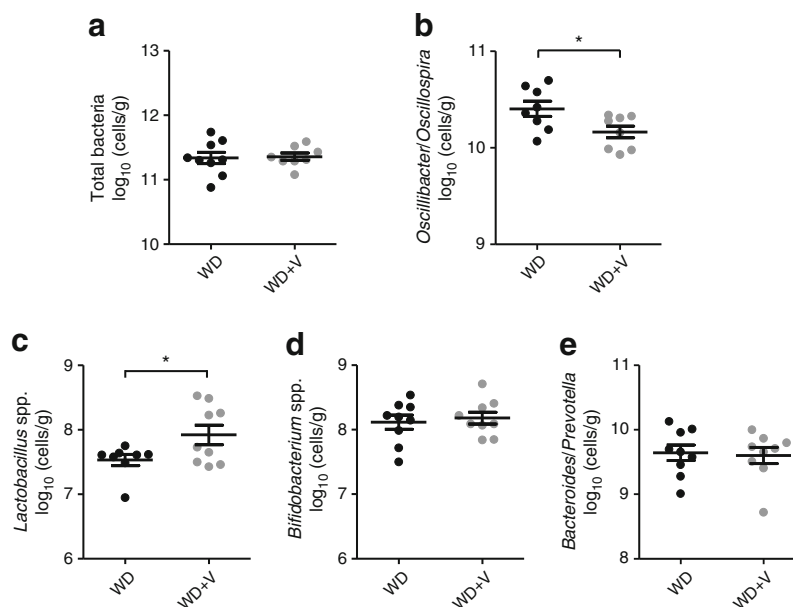 a
Total bacteria
log10 (cells/g)
13
12
11
10
WD
WD+V
b
Oscillibacter/Oscillospira
log10 (cells/g)
11
10
9
*
WD
WD+V
c
Lactobacillus spp.
log10 (cells/g)
9
8
7
6
*
WD
WD+V
d
Bifidobacterium spp.
log10 (cells/g)
9
8
7
6
WD
WD+V
e
Bacteroides/Prevotella
log10 (cells/g)
11
10
9
8
WD
WD+V